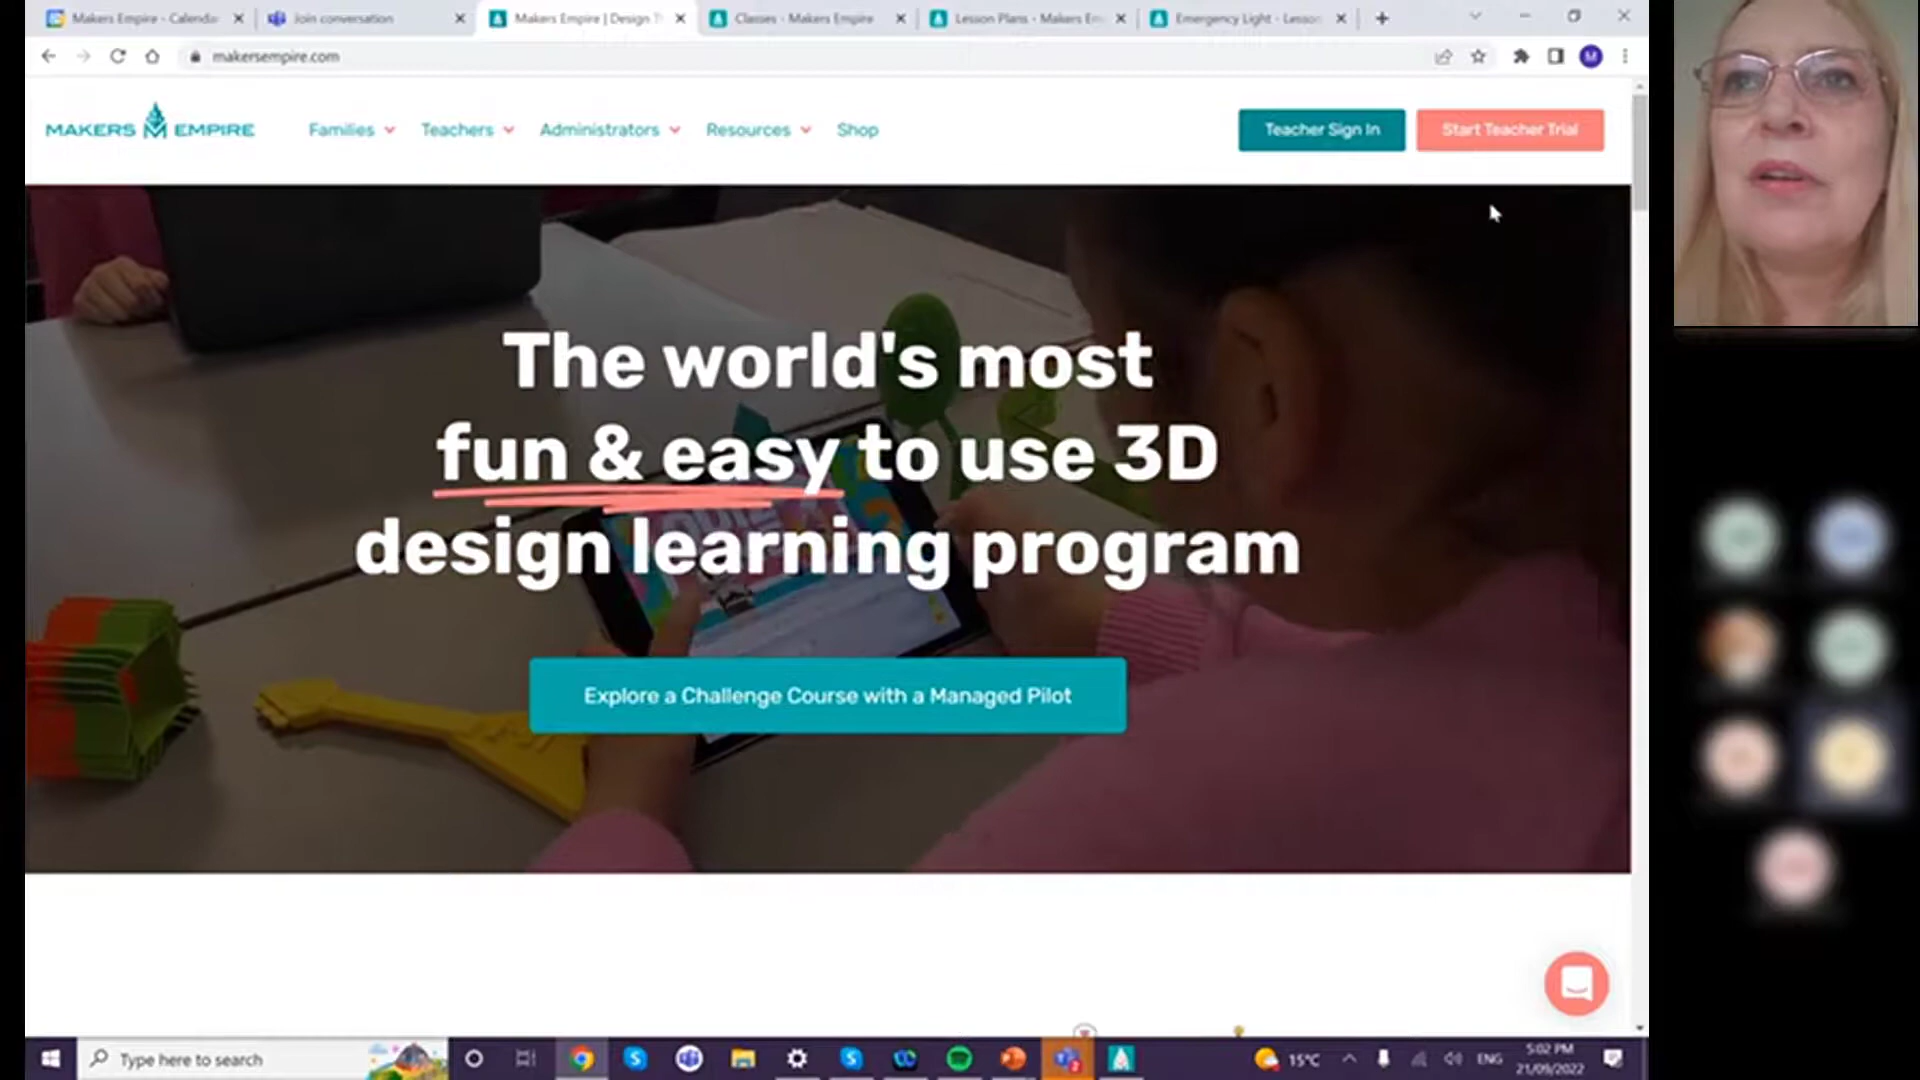 Makers Empire - Calenda
Join conversation
Makers Empire | Design T
Classes - Makers Empire
Lesson Plans - Makers Em
Emergency Light - Lesson
makersempire.com
M
MAKERS EMPIRE
Families
Teachers
Administrators
Resources
Shop
Teacher Sign In
Start Teacher Trial
The world's most
fun & easy to use 3D
design learning program
Explore a Challenge Course with a Managed Pilot
Type here to search
15°C
ENG
5:02 PM
21/09/2022